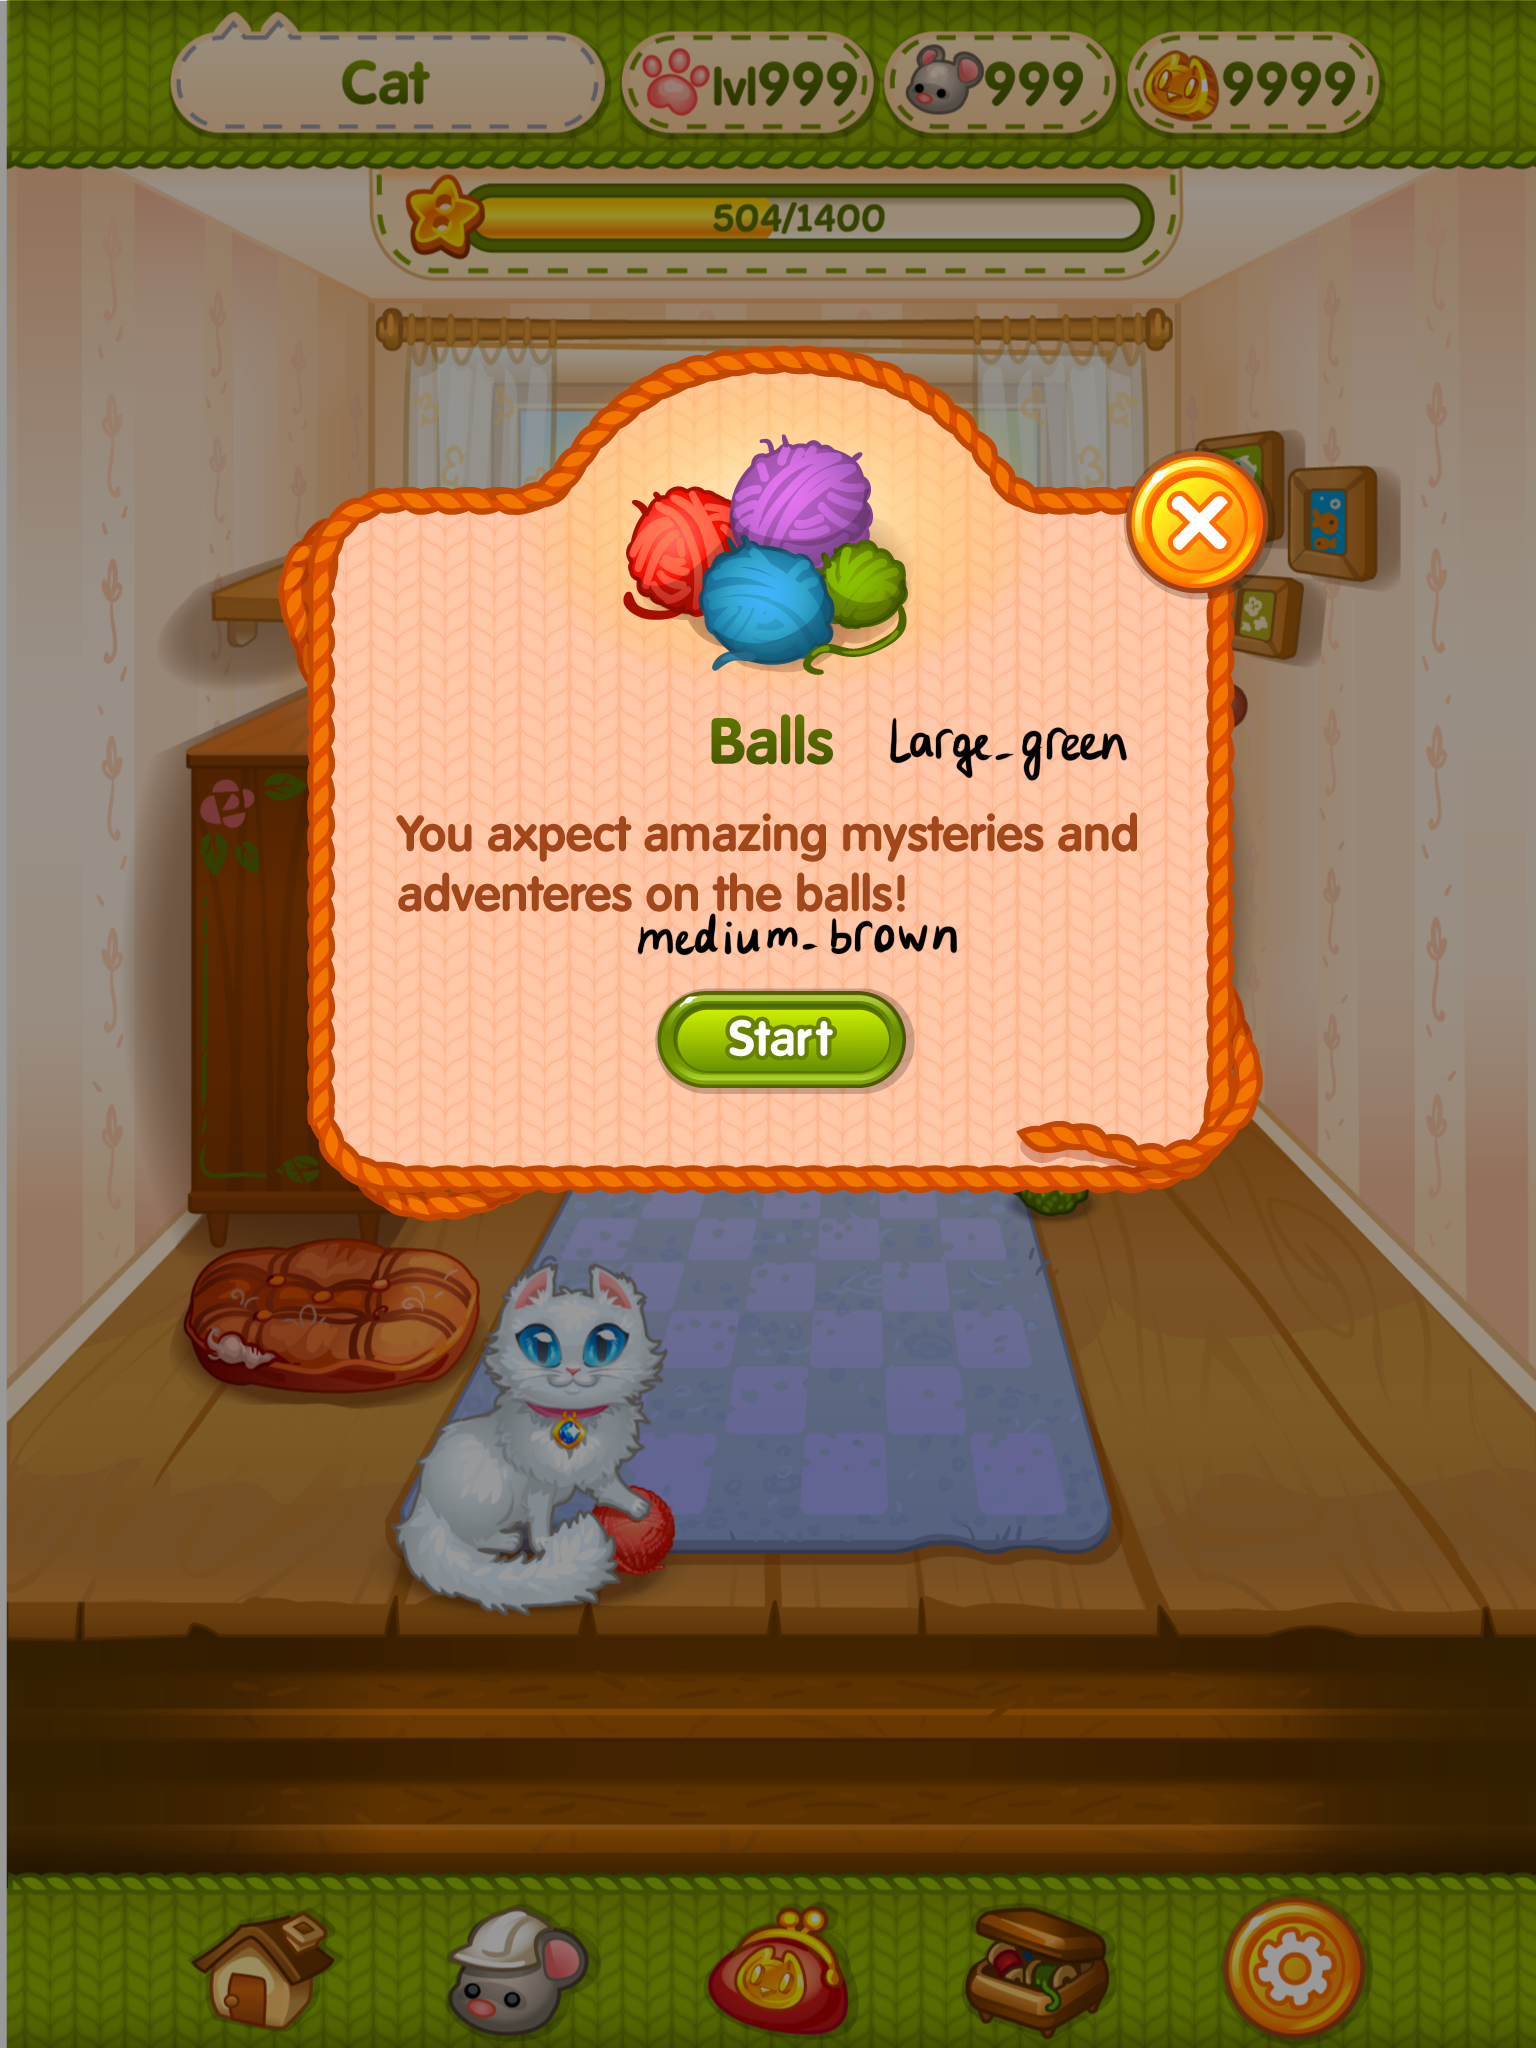 Cat lvl999 999 9999
504/1400
Balls Large_green
You axpect amazing mysteries and
adventeres on the balls!
medium_brown
Start